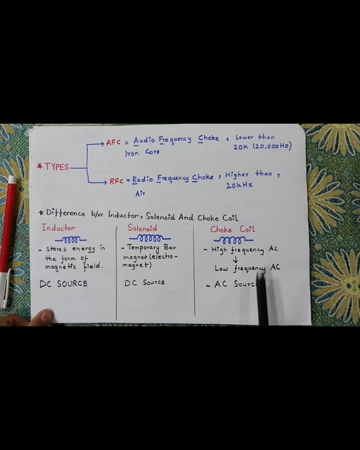 AFC = Audio Frequency Choke, Lower than
Iron Core 20K (20,000Hz)
* TYPES
RFC = Radio Frequency Choke, Higher than,
Air 20KHz
* Difference b/w Inductor, Solenoid And Choke Coil
Inductor
- Stores energy in
the form of
magnetic field.
DC SOURCE
Solenoid
- Temporary Bar
magnet (electro-
magnet)
DC Source
Choke Coil
- High frequency AC
↓
Low frequency AC
- AC Source